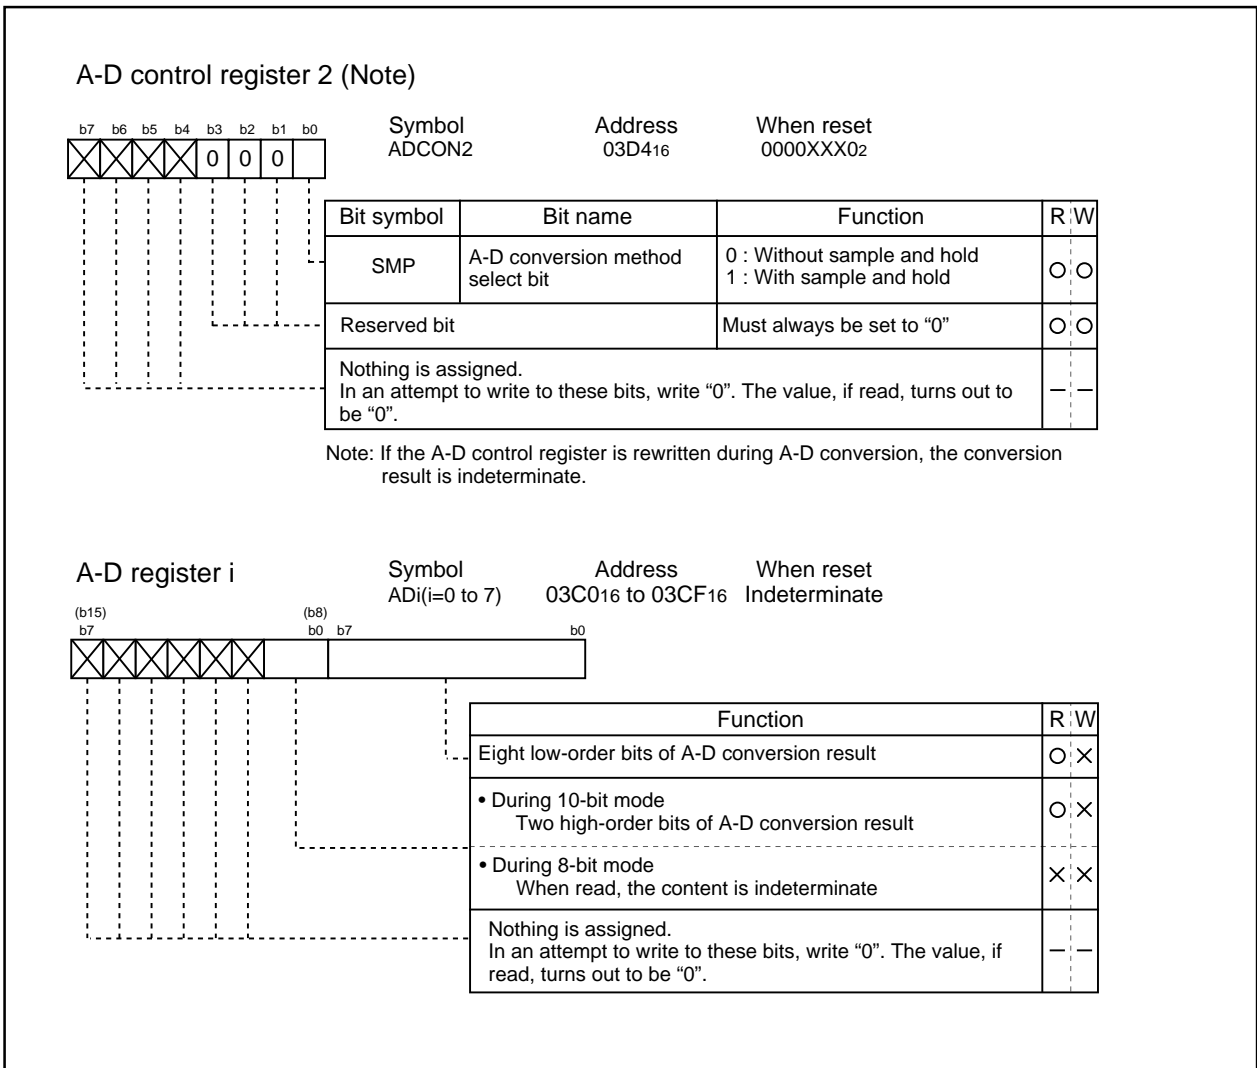 A-D control register 2 (Note)
b7 b6 b5 b4 b3 b2 b1 b0
Symbol Address When reset
ADCON2 03D416 0000XXX02
0 0 0
Bit symbol Bit name Function R W
SMP A-D conversion method select bit 0 : Without sample and hold
1 : With sample and hold
Reserved bit Must always be set to “0”
Nothing is assigned.
In an attempt to write to these bits, write “0”. The value, if read, turns out to
be “0”.
Note: If the A-D control register is rewritten during A-D conversion, the conversion
result is indeterminate.
A-D register i
Symbol Address When reset
ADi(i=0 to 7) 03C016 to 03CF16 Indeterminate
(b15) (b8)
b7 b0 b7 b0
Function R W
Eight low-order bits of A-D conversion result
• During 10-bit mode
Two high-order bits of A-D conversion result
• During 8-bit mode
When read, the content is indeterminate
Nothing is assigned.
In an attempt to write to these bits, write “0”. The value, if
read, turns out to be “0”.